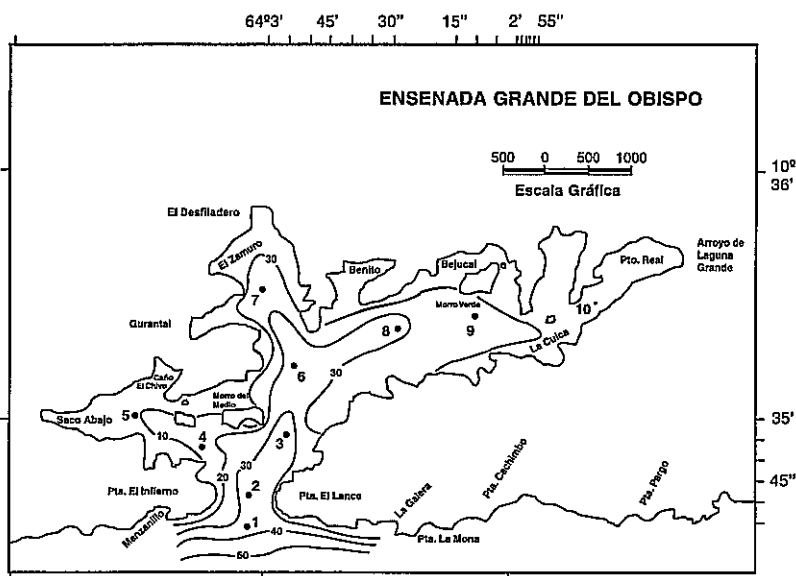 64º3' 45" 30" 15" 2' 55"
ENSENADA GRANDE DEL OBISPO
500 0 500 1000
Escala Gráfica
10º
36'
El Desfiladero
El Zamuro
30
Benito
Bejucal
Pto. Real
Arroyo de
Laguna
Grande
7
Gurantal
8
Morro Verde
9
10
La Cuica
6
30
Caño
El Chivo
Morro del
Medio
Saco Abajo
5
10
4
3
35'
30
20
2
45"
Pta. El Infierno
Pta. El Lanco
La Galera
Pta. Cachimbo
Pta. Pargo
Manzanillo
1
40
Pta. La Mona
50